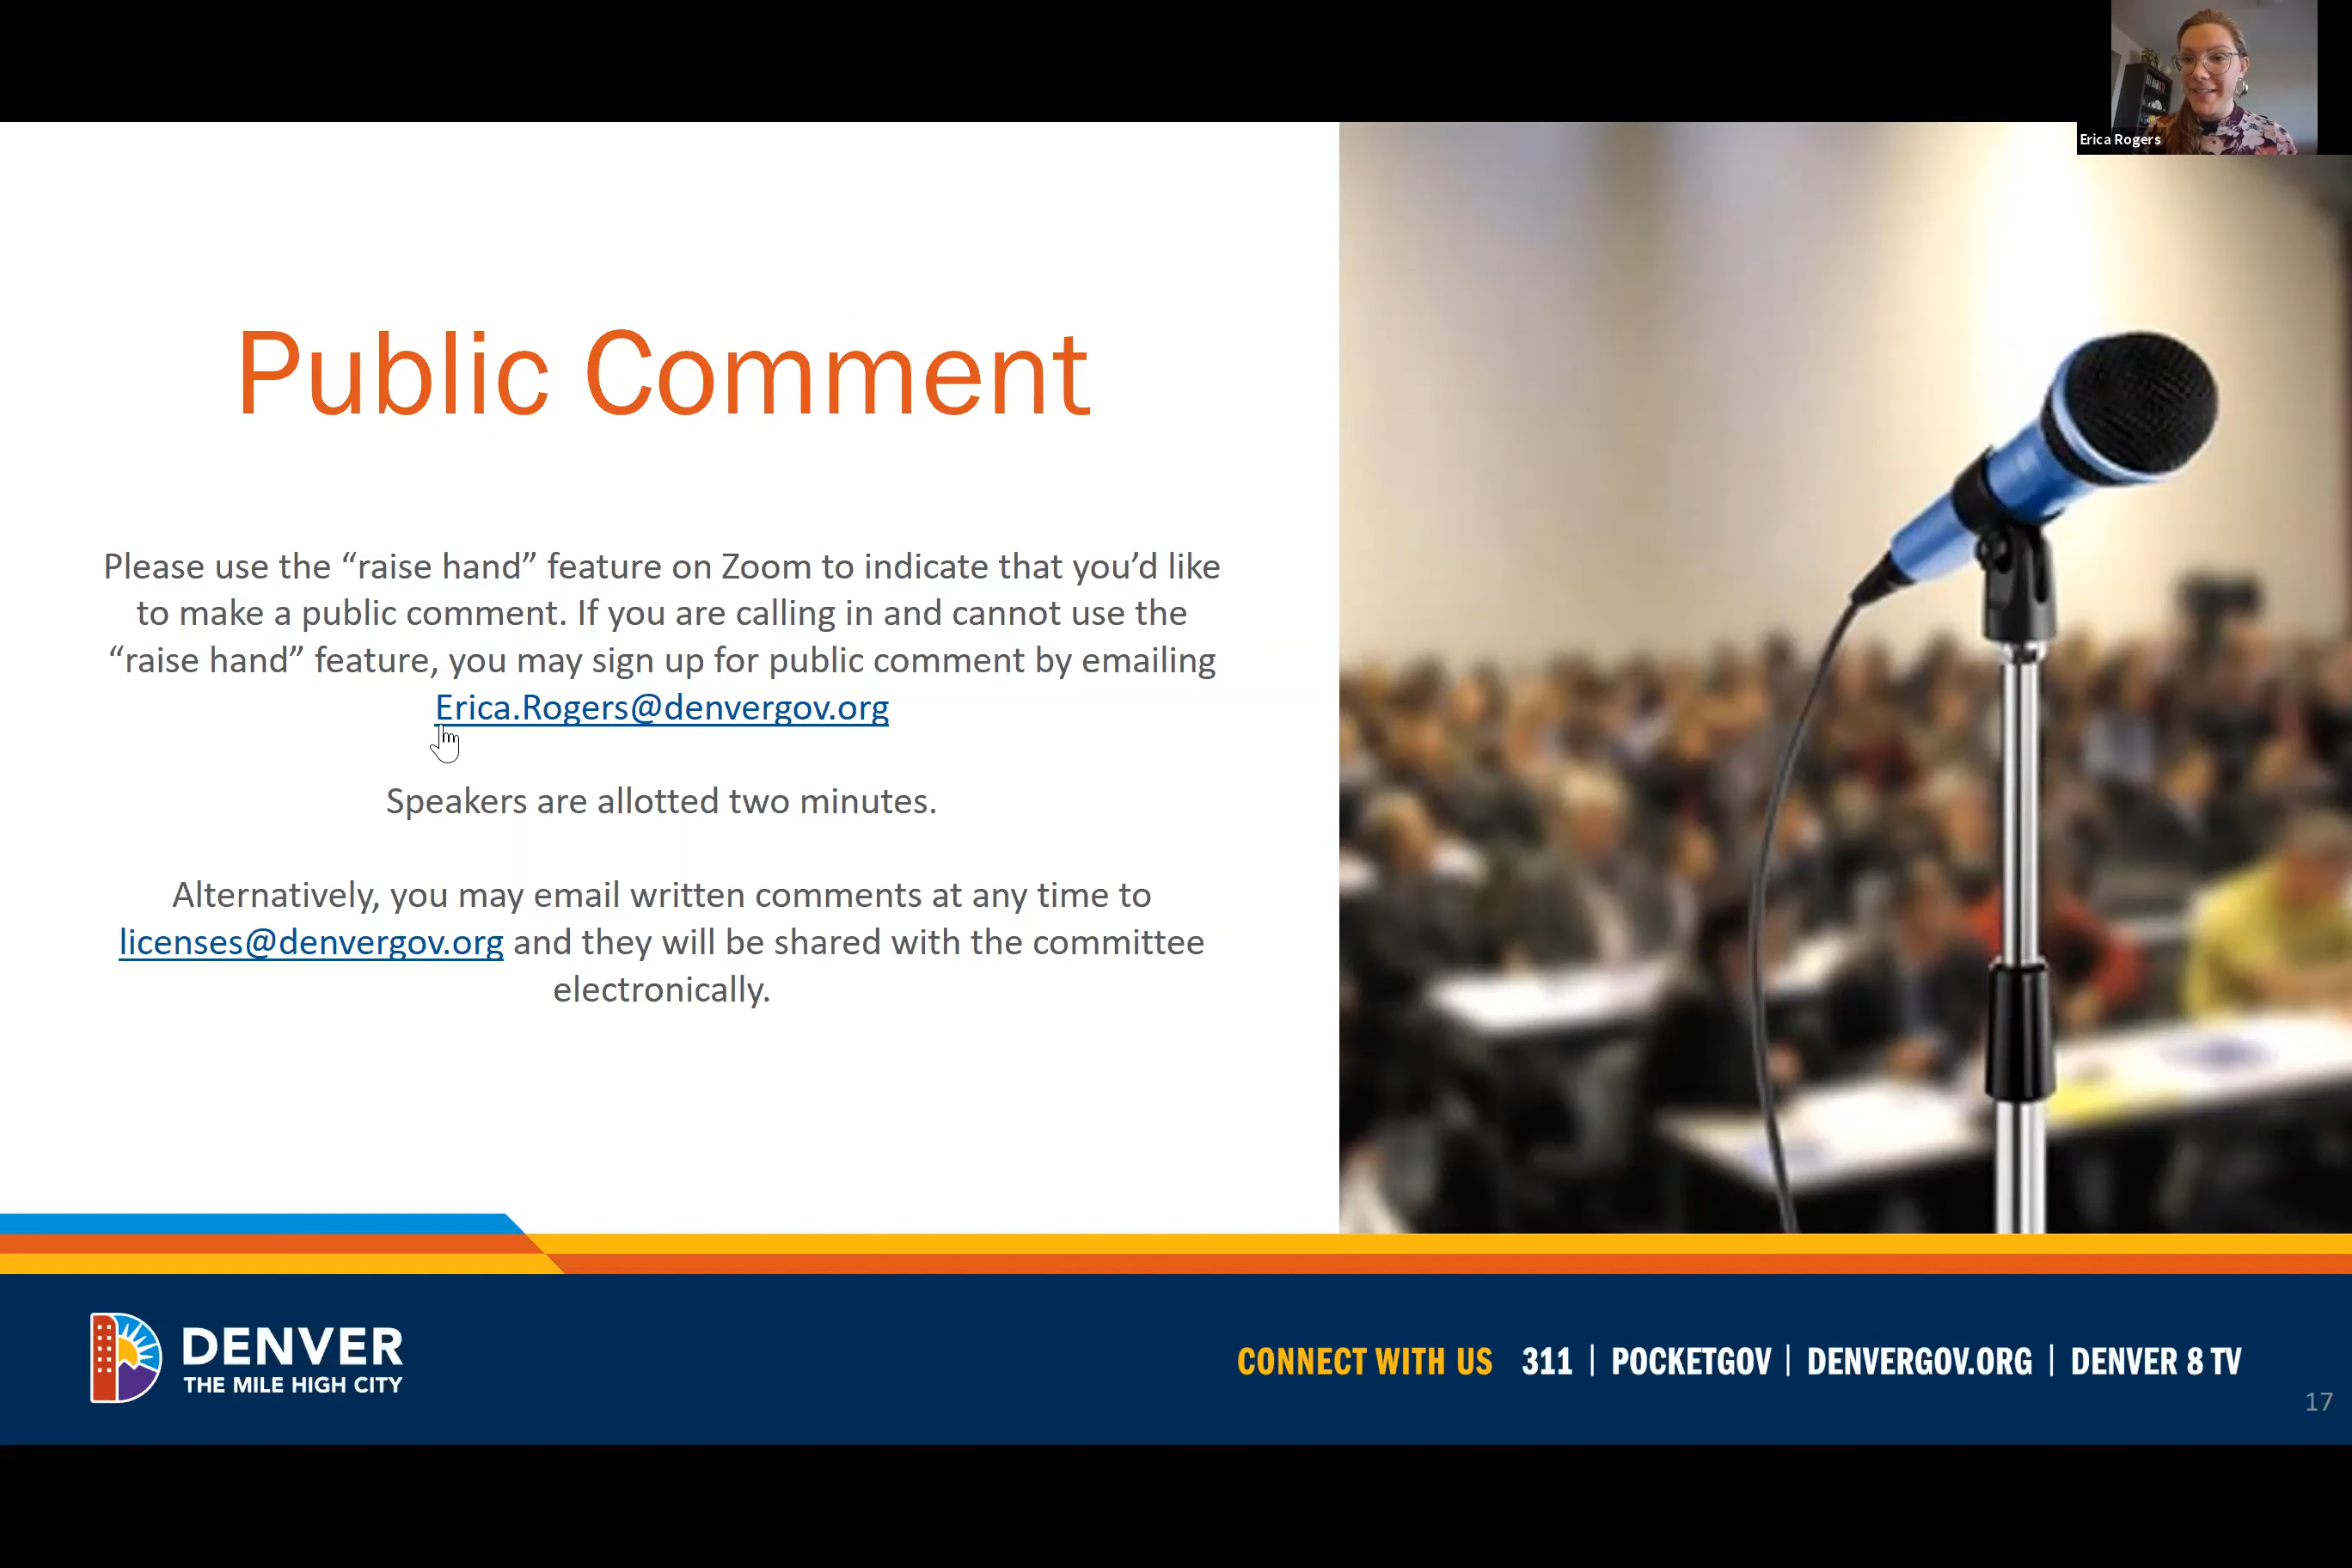 Erica Rogers
Public Comment
Please use the “raise hand” feature on Zoom to indicate that you’d like
to make a public comment. If you are calling in and cannot use the
“raise hand” feature, you may sign up for public comment by emailing
Erica.Rogers@denvergov.org
Speakers are allotted two minutes.
Alternatively, you may email written comments at any time to
licenses@denvergov.org and they will be shared with the committee
electronically.
DENVER
THE MILE HIGH CITY
CONNECT WITH US 311 | POCKETGOV | DENVERGOV.ORG | DENVER 8 TV
17